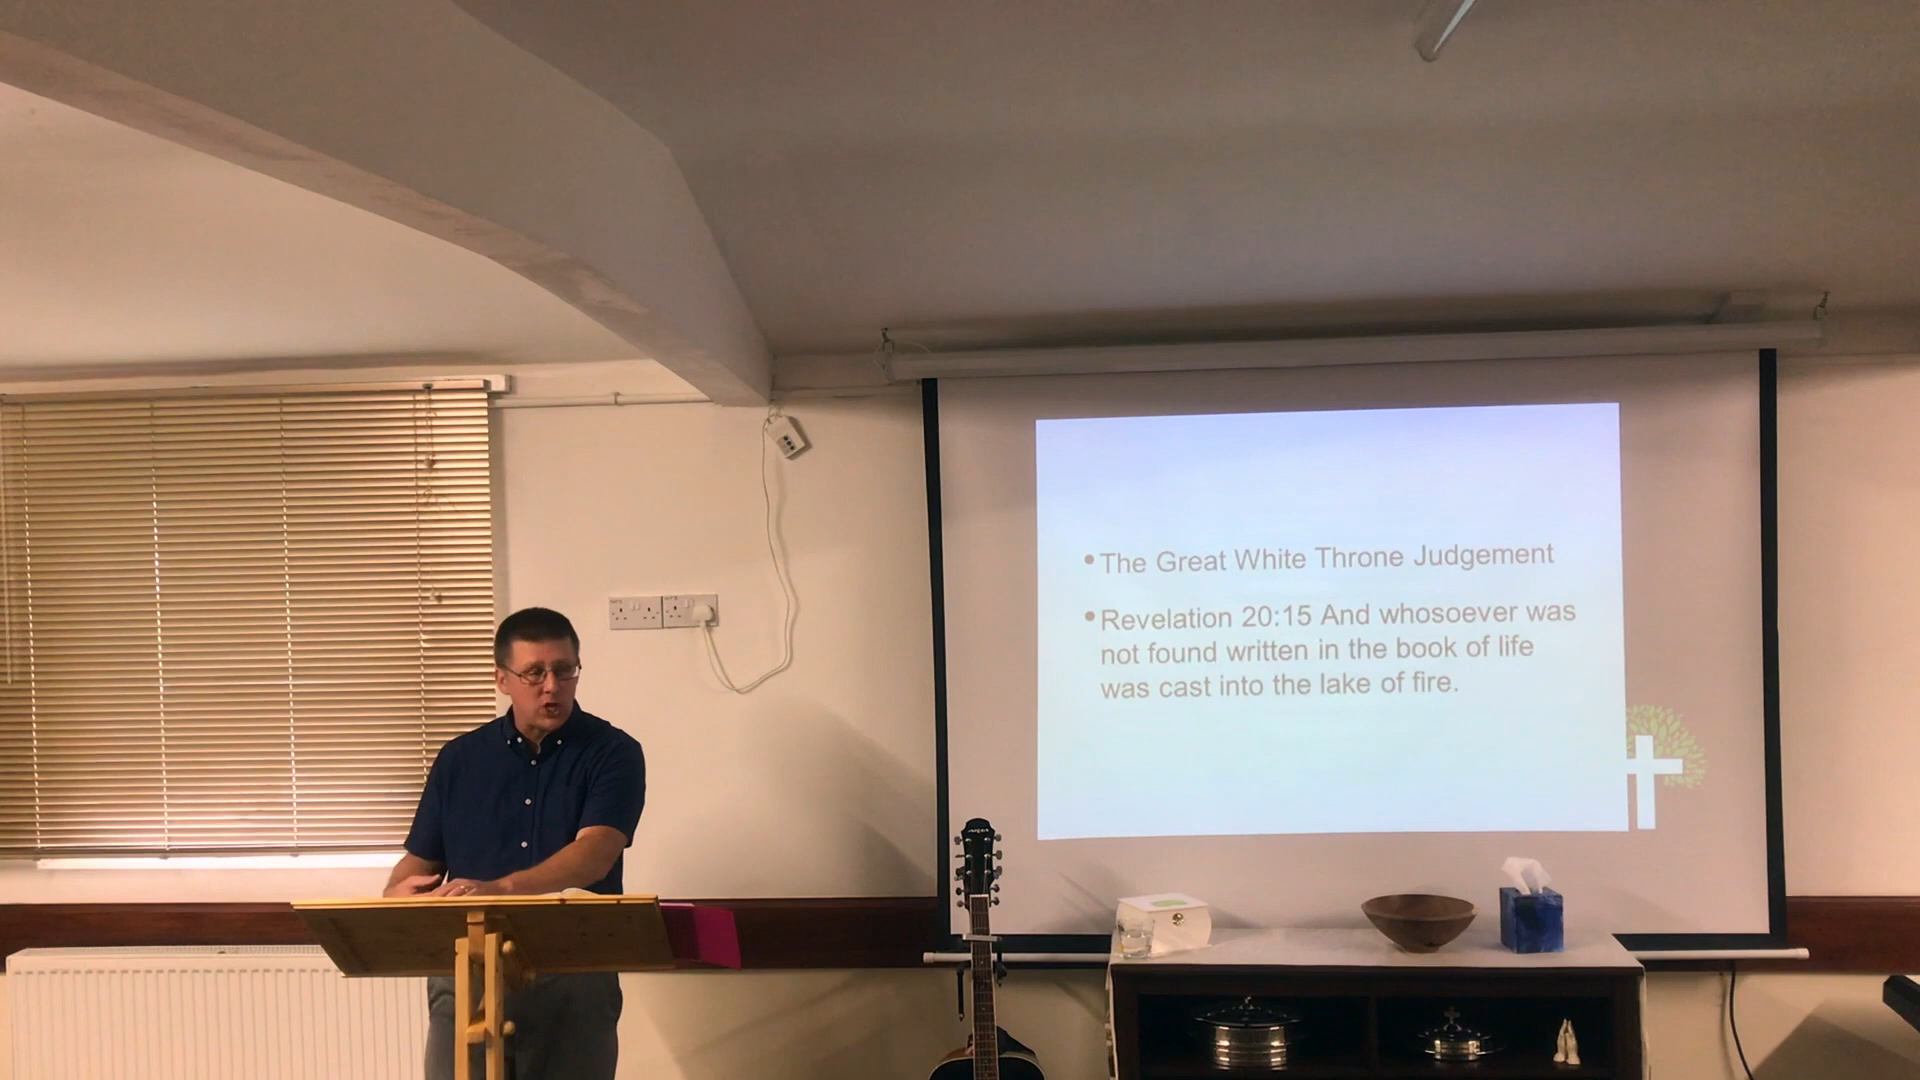 • The Great White Throne Judgement
• Revelation 20:15 And whosoever was
not found written in the book of life
was cast into the lake of fire.